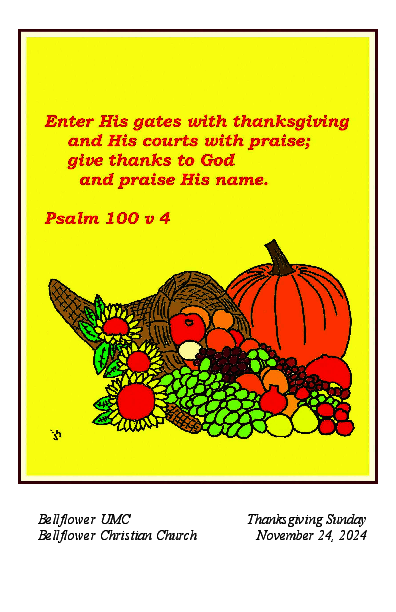 Enter His gates with thanksgiving
and His courts with praise;
give thanks to God
and praise His name.
Psalm 100 v 4
Bellflower UMC
Bellflower Christian Church
Thanksgiving Sunday
November 24, 2024